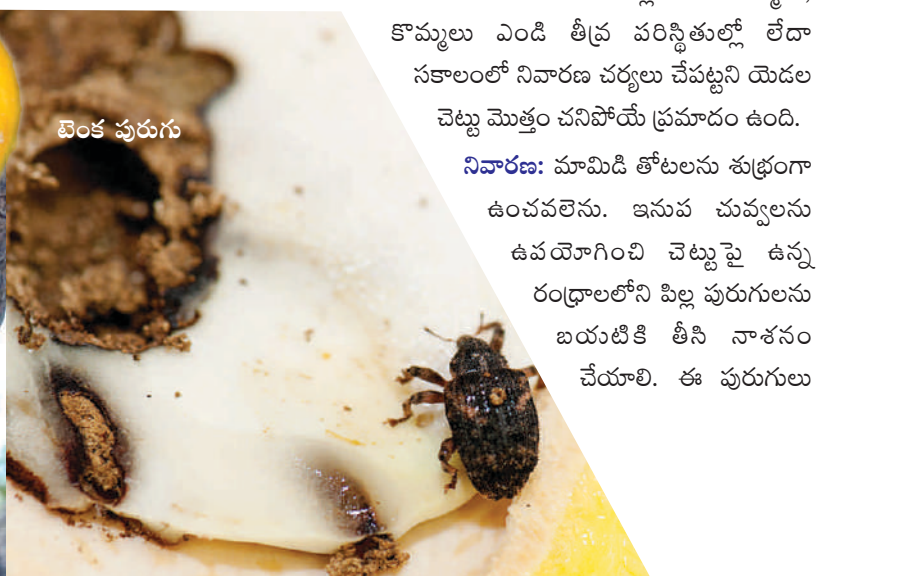 కొమ్మలు ఎండి తీవ్ర పరిస్థితుల్లో లేదా
సకాలంలో నివారణ చర్యలు చేపట్టని యెడల
చెట్టు మొత్తం చనిపోయే ప్రమాదం ఉంది.
నివారణ: మామిడి తోటలను శుభ్రంగా
ఉంచవలెను. ఇనుప చువ్వలను
ఉపయోగించి చెట్టుపై ఉన్న
రంధ్రాలలోని పిల్ల పురుగులను
బయటికి తీసి నాశనం
చేయాలి. ఈ పురుగులు
టెంక పురుగు